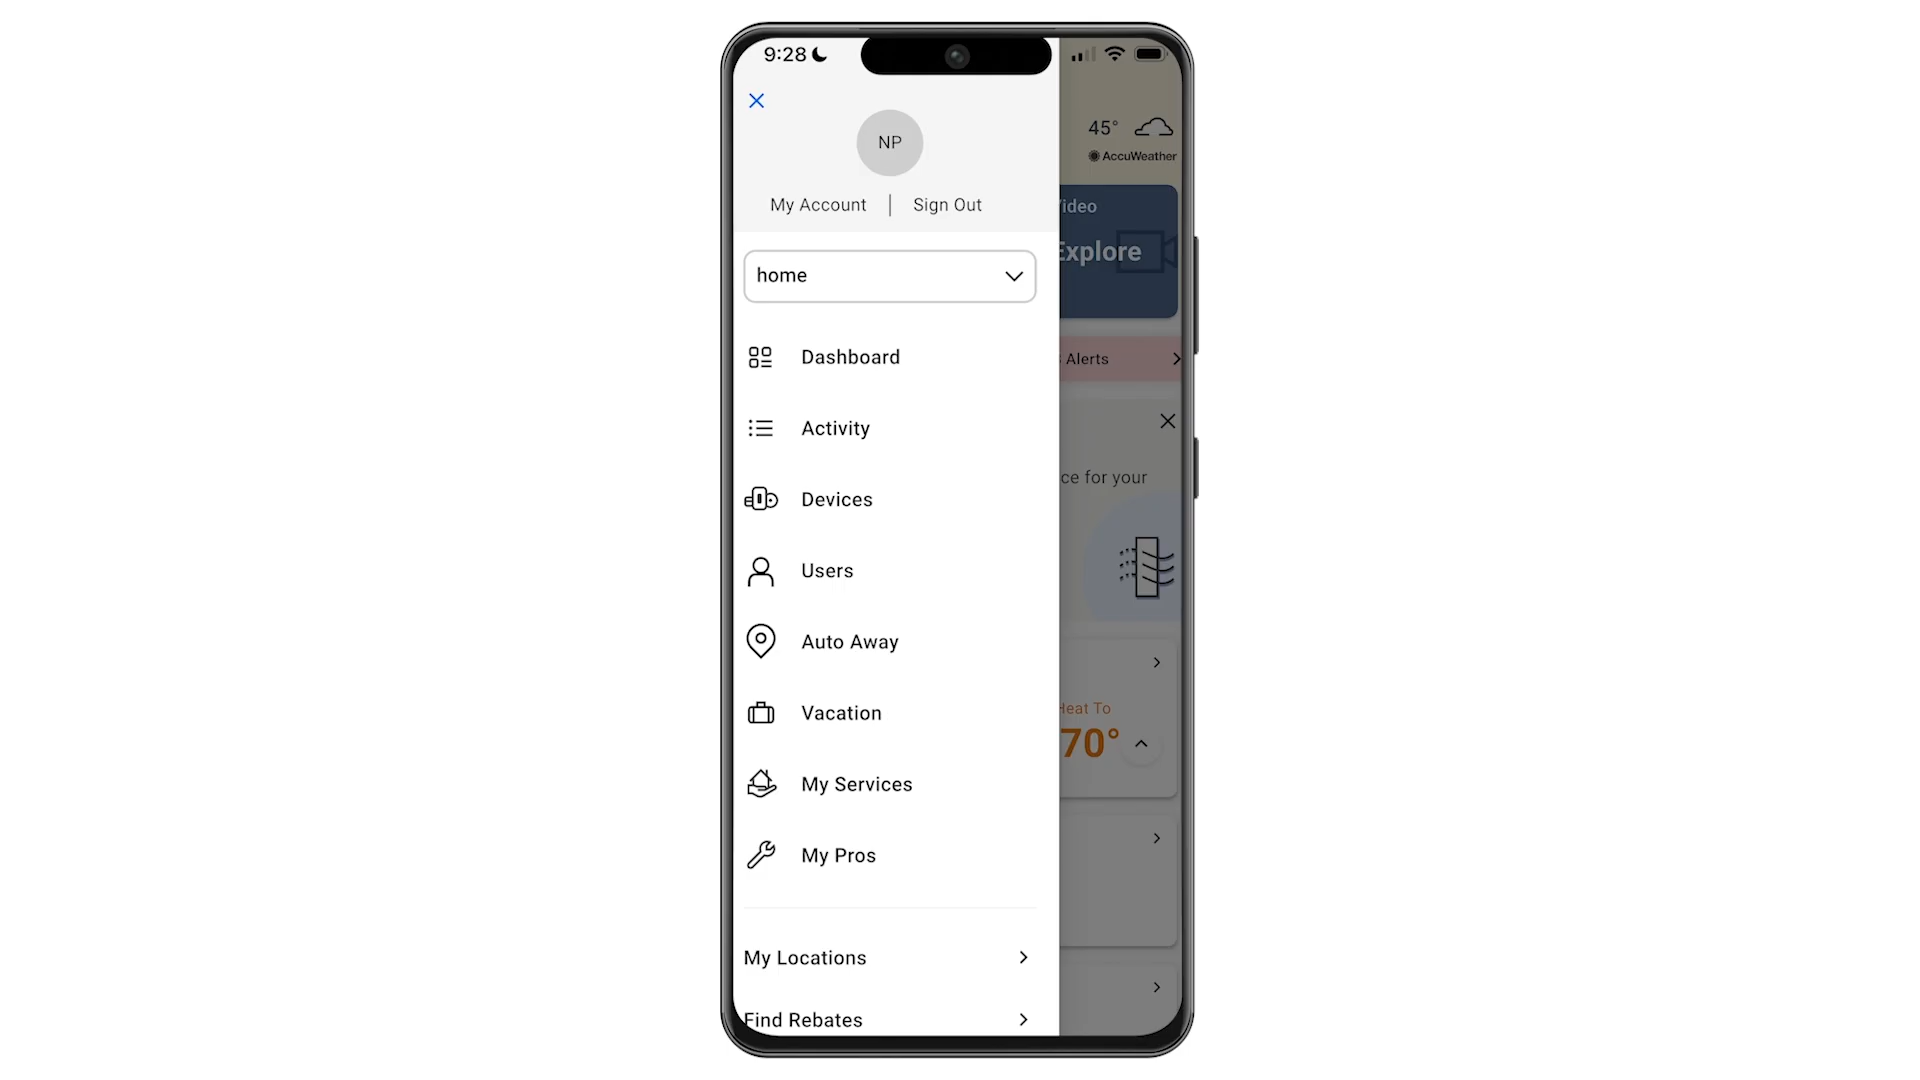 9:28
45°
AccuWeather
NP
My Account | Sign Out
Video
home
Explore
Dashboard
Alerts
Activity
ce for your
Devices
Users
Auto Away
Heat To
Vacation
70°
My Services
My Pros
My Locations
Find Rebates